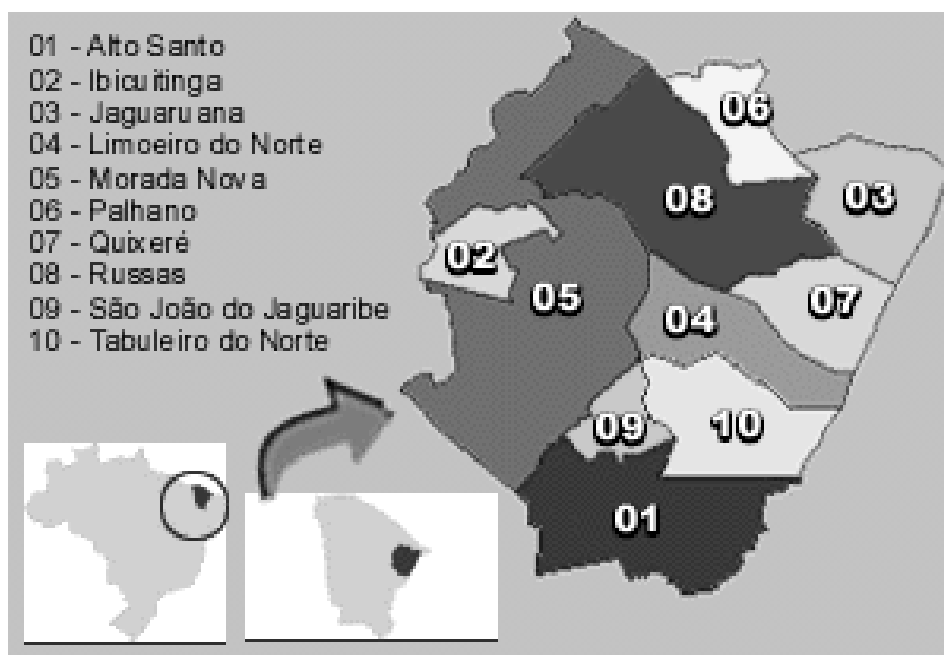 01 - Alto Santo
02 - Ibicuitinga
03 - Jaguaruana
04 - Limoeiro do Norte
05 - Morada Nova
06 - Palhano
07 - Quixeré
08 - Russas
09 - São João do Jaguaribe
10 - Tabuleiro do Norte
06
08
03
02
05
07
04
09
10
01